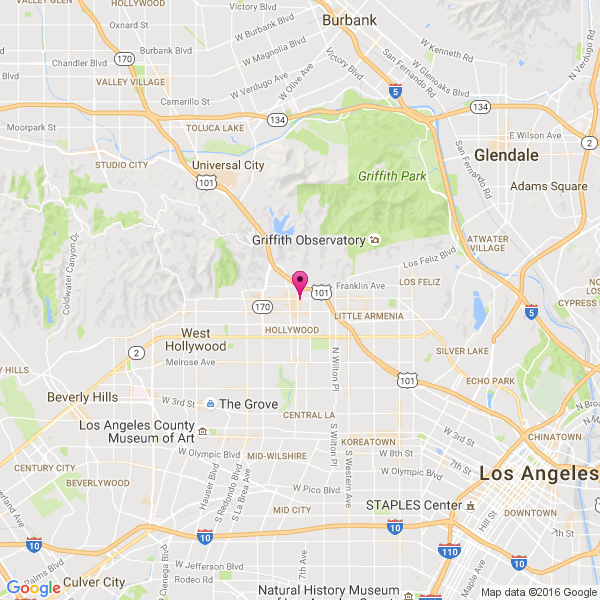 Burbank
Oxnard St
170
W Burbank Blvd
Burbank Blvd
W Magnolia Blvd
Victory Blvd
W Kenneth Rd
W Glenoaks Blvd
San Fernando Rd
N Verdugo Rd
Chandler Blvd
170
VALLEY VILLAGE
W Verdugo Ave
W Olive Ave
5
134
Camarillo St
134
Moorpark St
TOLUCA LAKE
134
E Wilson Ave
2
San Fernando Rd
Glendale
STUDIO CITY
Universal City
101
Griffith Park
Adams Square
Coldwater Canyon Dr
Griffith Observatory
ATWATER
VILLAGE
Los Feliz Blvd
LOS FELIZ
Franklin Ave
101
170
LITTLE ARMENIA
5
CYPRESS
HOLLYWOOD
West
Hollywood
2
Melrose Ave
N Wilton Pl
SILVER LAKE
101
ECHO PARK
Beverly Hills
W 3rd St
The Grove
CENTRAL LA
Los Angeles County
Museum of Art
S Wilton Pl
KOREATOWN
W 3rd St
CHINATOWN
W Olympic Blvd
MID-WILSHIRE
W 8th St
7th St
CENTURY CITY
W Olympic Blvd
Los Angeles
BEVERLYWOOD
Hauser Blvd
S Redondo Blvd
S La Brea Ave
S Western Ave
W Pico Blvd
STAPLES Center
MID CITY
DOWNTOWN
Hill St
10
10
10
110
10
Palms Blvd
Culver City
W Jefferson Blvd
Rodeo Rd
7th Ave
Maple Ave
Natural History Museum
Google
Map data ©2016 Google